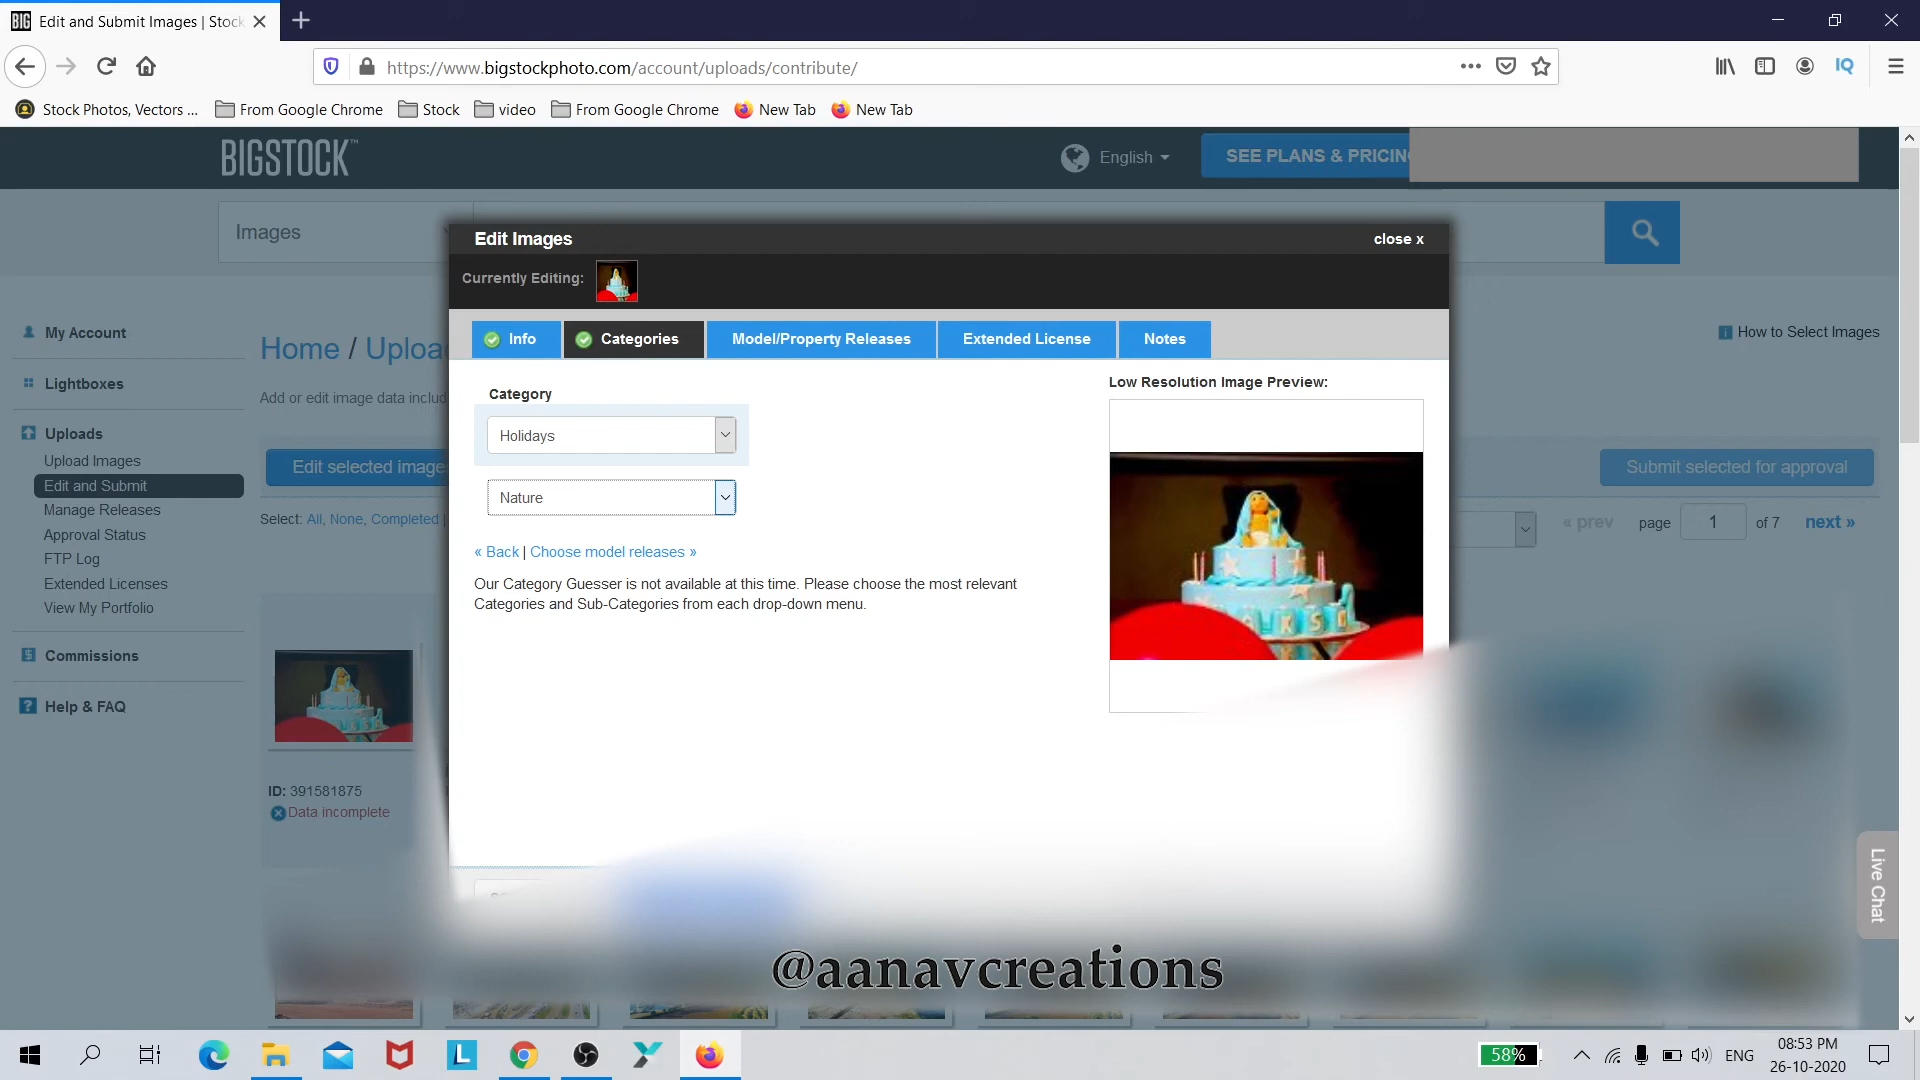 BIG Edit and Submit Images | Stock
https://www.bigstockphoto.com/account/uploads/contribute/
IQ
Stock Photos, Vectors ...
From Google Chrome
Stock
video
From Google Chrome
New Tab
New Tab
BIGSTOCK™
English
SEE PLANS & PRICING
Images
Edit Images
close x
Currently Editing:
Info
Categories
Model/Property Releases
Extended License
Notes
My Account
Lightboxes
Uploads
Upload Images
Edit and Submit
Manage Releases
Approval Status
FTP Log
Extended Licenses
View My Portfolio
Commissions
Help & FAQ
Home / Uploa
How to Select Images
Add or edit image data includ
Edit selected image
Submit selected for approval
Select: All, None, Completed |
« prev page 1 of 7 next »
Category
Holidays
Nature
« Back | Choose model releases »
Our Category Guesser is not available at this time. Please choose the most relevant
Categories and Sub-Categories from each drop-down menu.
Low Resolution Image Preview:
ID: 391581875
Data incomplete
Live Chat
@aanavcreations
58%
ENG
08:53 PM
26-10-2020